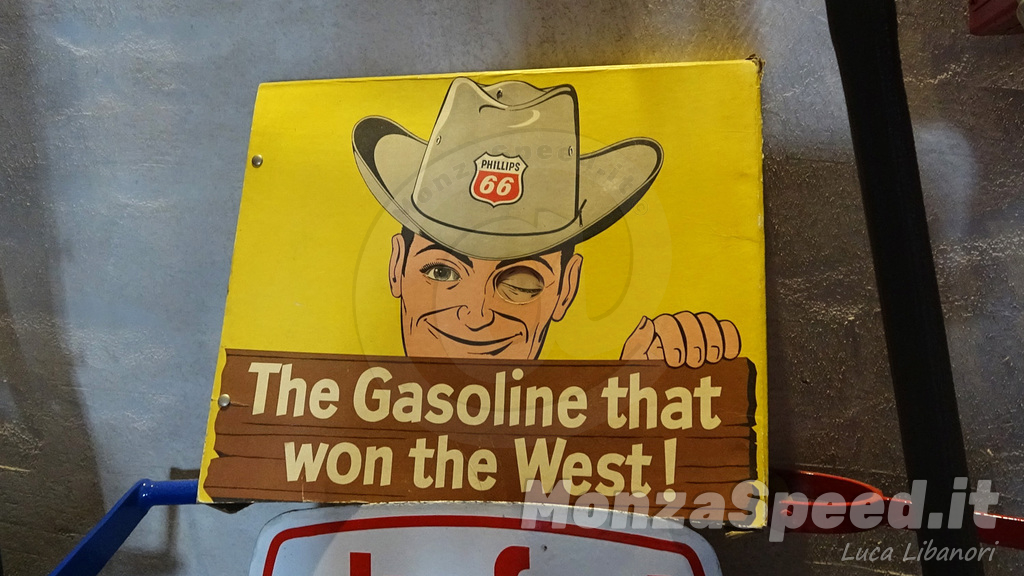 PHILLIPS
66
The Gasoline that
won the West!
MonzaSpeed.it
Luca Libanori